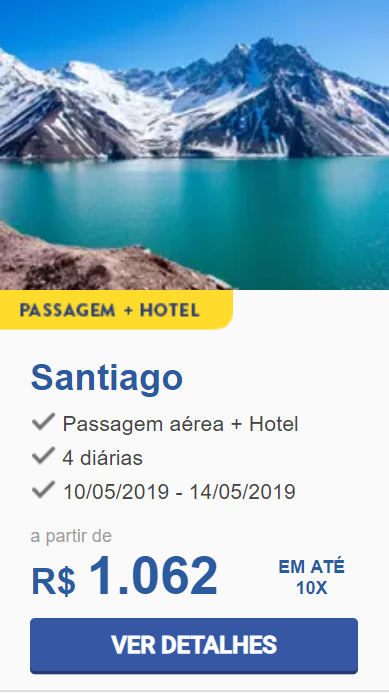 PASSAGEM + HOTEL
Santiago
Passagem aérea + Hotel
4 diárias
10/05/2019 - 14/05/2019
a partir de
R$ 1.062
EM ATÉ
10X
VER DETALHES